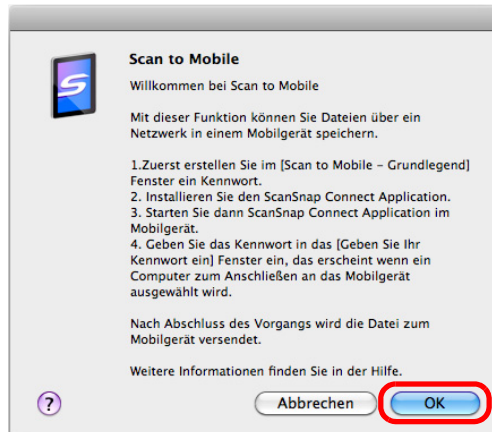 Scan to Mobile
Willkommen bei Scan to Mobile
Mit dieser Funktion können Sie Dateien über ein
Netzwerk in einem Mobilgerät speichern.
1.Zuerst erstellen Sie im [Scan to Mobile – Grundlegend]
Fenster ein Kennwort.
2. Installieren Sie den ScanSnap Connect Application.
3. Starten Sie dann ScanSnap Connect Application im
Mobilgerät.
4. Geben Sie das Kennwort in das [Geben Sie Ihr
Kennwort ein] Fenster ein, das erscheint wenn ein
Computer zum Anschließen an das Mobilgerät
ausgewählt wird.
Nach Abschluss des Vorgangs wird die Datei zum
Mobilgerät versendet.
Weitere Informationen finden Sie in der Hilfe.
? Abbrechen OK